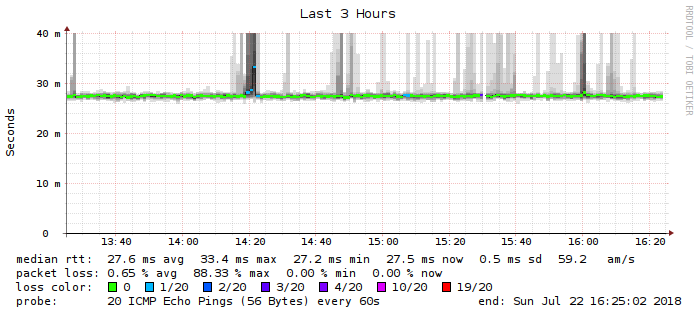 Last 3 Hours
RRDTOOL / TOBI OETIKER
Seconds
40 m
30 m
20 m
10 m
0
13:40 14:00 14:20 14:40 15:00 15:20 15:40 16:00 16:20
median rtt: 27.6 ms avg 33.4 ms max 27.2 ms min 27.5 ms now 0.5 ms sd 59.2 am/s
packet loss: 0.65 % avg 88.33 % max 0.00 % min 0.00 % now
loss color: 0 1/20 2/20 3/20 4/20 10/20 19/20
probe: 20 ICMP Echo Pings (56 Bytes) every 60s end: Sun Jul 22 16:25:02 2018